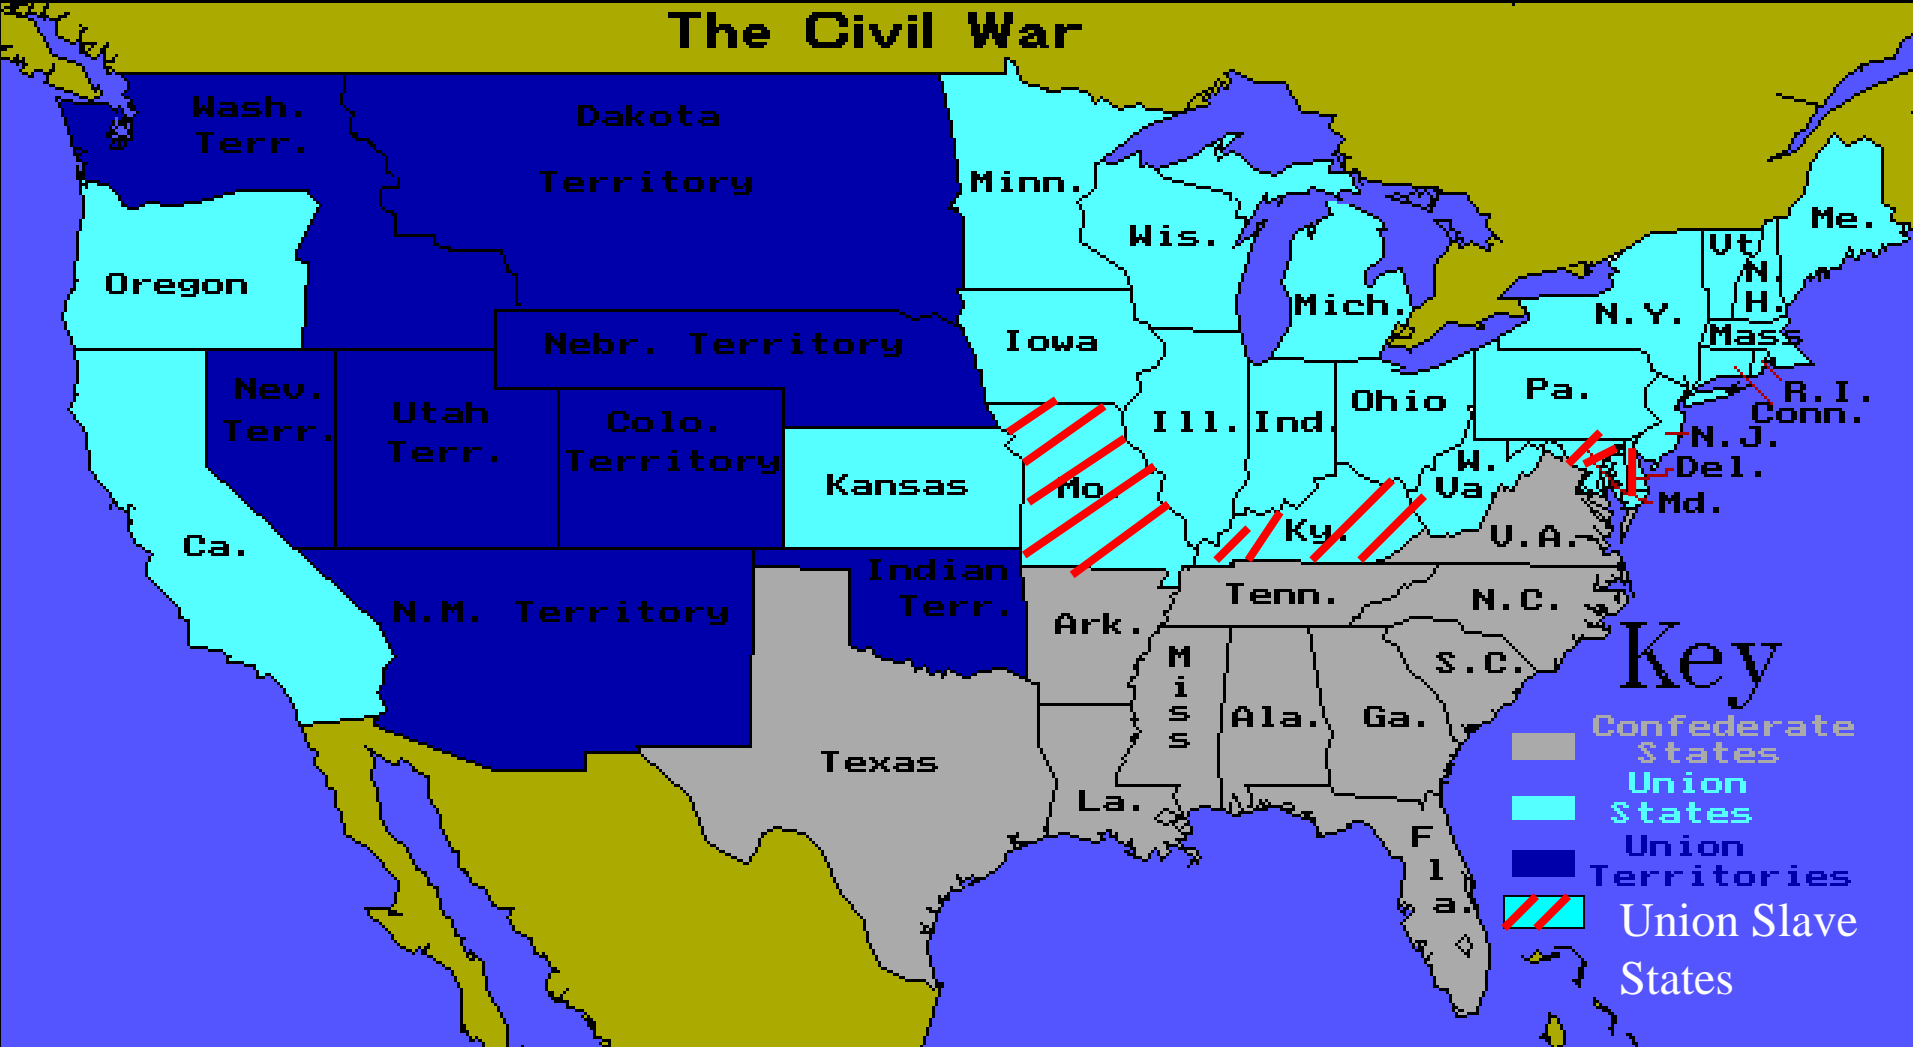 The Civil War
Wash.
Terr.
Dakota
Territory
Minn.
Oregon
Wis.
Mich.
Me.
Vt
N.
H.
N.Y.
Mass
R.I.
Conn.
Nebr. Territory
Iowa
Nev.
Terr.
Utah
Terr.
Colo.
Territory
Ill.
Ind.
Ohio
Pa.
N.J.
Del.
Md.
Kansas
Mo.
W.
Va.
Ky.
V.A.
Ca.
Indian
Terr.
N.M. Territory
Tenn.
N.C.
Ark.
Key
M
i
s
s
S.C.
Ala.
Ga.
Texas
La.
F
l
a.
Confederate
States
Union
States
Union
Territories
Union Slave
States